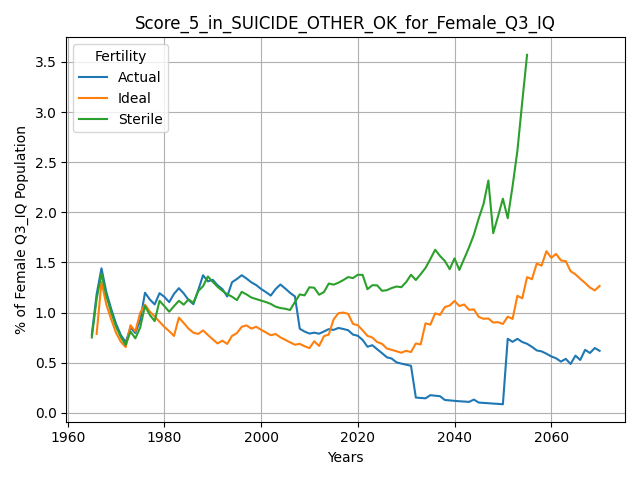 Score_5_in_SUICIDE_OTHER_OK_for_Female_Q3_IQ
Fertility
Actual
Ideal
Sterile
% of Female Q3_IQ Population
3.5
3.0
2.5
2.0
1.5
1.0
0.5
0.0
1960 1980 2000 2020 2040 2060
Years